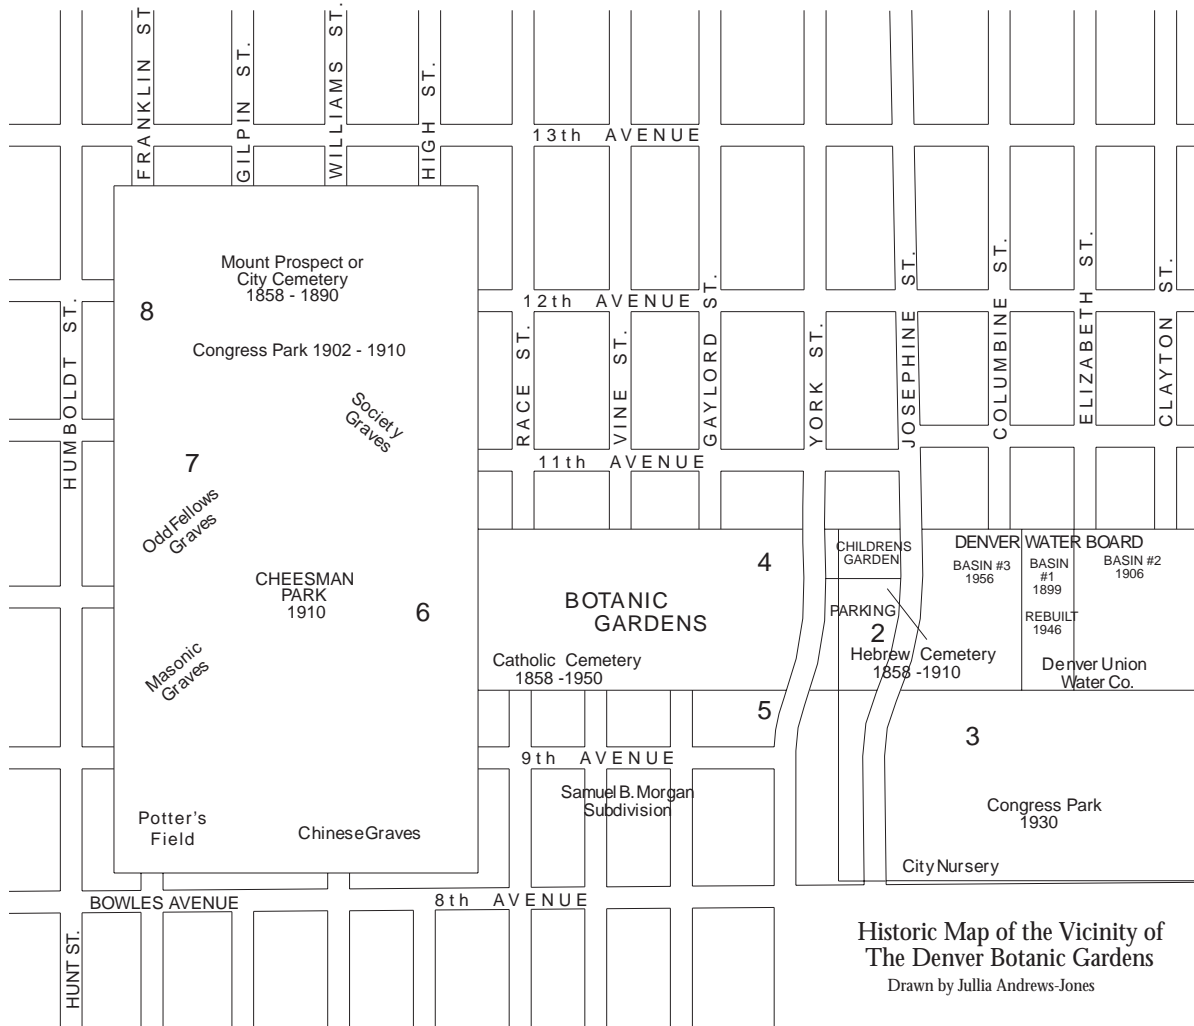 FRANKLIN ST
GILPIN ST.
WILLIAMS ST.
HIGH ST.
13th AVENUE
Mount Prospect or
City Cemetery
1858 - 1890
8
Congress Park 1902 - 1910
Society
Graves
7
Odd Fellows
Graves
CHEESMAN
PARK
1910
6
Masonic
Graves
Potter's
Field
Chinese Graves
HUMBOLDT ST.
12th AVENUE
RACE ST.
VINE ST.
GAYLORD ST.
YORK ST.
JOSEPHINE ST.
COLUMBINE ST.
ELIZABETH ST.
CLAYTON ST.
11th AVENUE
4
BOTANIC
GARDENS
Catholic Cemetery
1858 -1950
5
CHILDRENS
GARDEN
PARKING
2
Hebrew Cemetery
1858 -1910
DENVER WATER BOARD
BASIN #3
1956
BASIN
#1
1899
REBUILT
1946
BASIN #2
1906
Denver Union
Water Co.
3
9th AVENUE
Samuel B. Morgan
Subdivision
Congress Park
1930
City Nursery
BOWLES AVENUE
8th AVENUE
HUNT ST.
Historic Map of the Vicinity of
The Denver Botanic Gardens
Drawn by Jullia Andrews-Jones